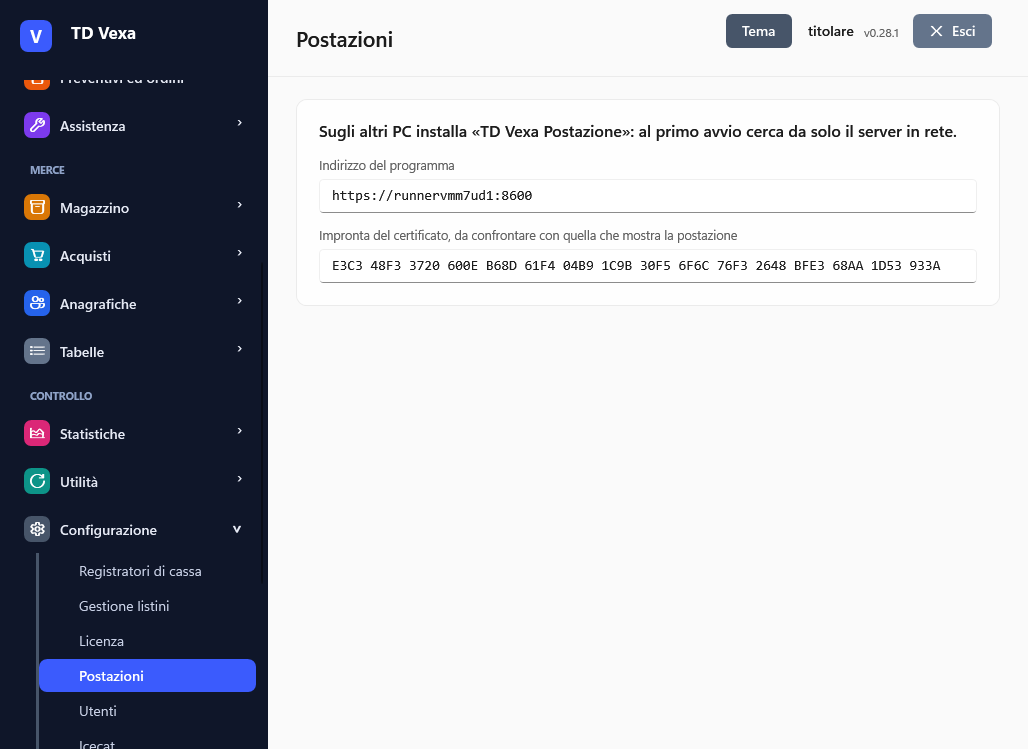 V TD Vexa
Preventivi ed ordini
Assistenza
MERCE
Magazzino
Acquisti
Anagrafiche
Tabelle
CONTROLLO
Statistiche
Utilità
Configurazione
Registratori di cassa
Gestione listini
Licenza
Postazioni
Utenti
Icecat
Postazioni
Tema titolare v0.28.1 Esci
Sugli altri PC installa «TD Vexa Postazione»: al primo avvio cerca da solo il server in rete.
Indirizzo del programma
https://runnervmm7ud1:8600
Impronta del certificato, da confrontare con quella che mostra la postazione
E3C3 48F3 3720 600E B68D 61F4 04B9 1C9B 30F5 6F6C 76F3 2648 BFE3 68AA 1D53 933A